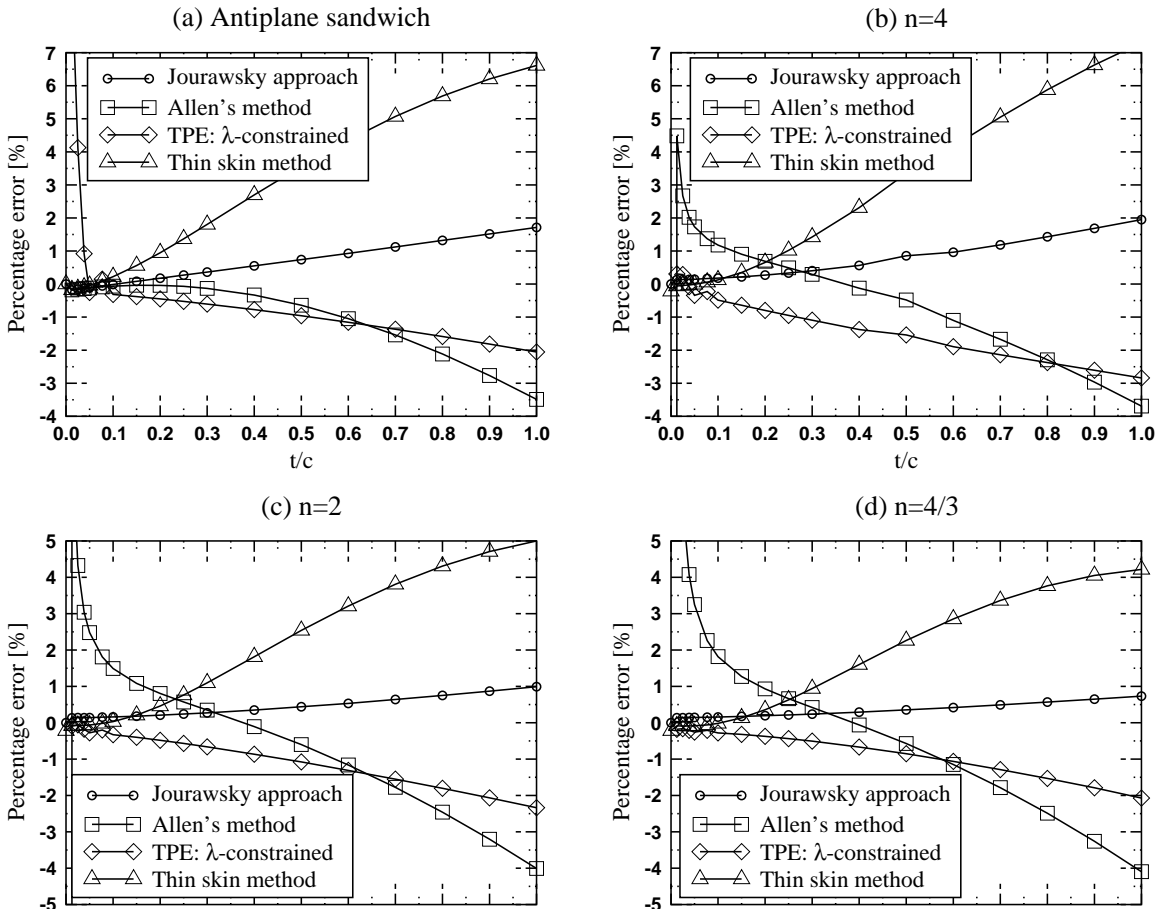 (a) Antiplane sandwich
7
6
5
4
3
2
1
0
-1
-2
-3
-4
Percentage error [%]
Jourawsky approach
Allen's method
TPE: λ-constrained
Thin skin method
0.0 0.1 0.2 0.3 0.4 0.5 0.6 0.7 0.8 0.9 1.0
t/c
(b) n=4
7
6
5
4
3
2
1
0
-1
-2
-3
-4
Percentage error [%]
Jourawsky approach
Allen's method
TPE: λ-constrained
Thin skin method
0.0 0.1 0.2 0.3 0.4 0.5 0.6 0.7 0.8 0.9 1.0
t/c
(c) n=2
5
4
3
2
1
0
-1
-2
-3
-4
-5
Percentage error [%]
Jourawsky approach
Allen's method
TPE: λ-constrained
Thin skin method
(d) n=4/3
5
4
3
2
1
0
-1
-2
-3
-4
-5
Percentage error [%]
Jourawsky approach
Allen's method
TPE: λ-constrained
Thin skin method